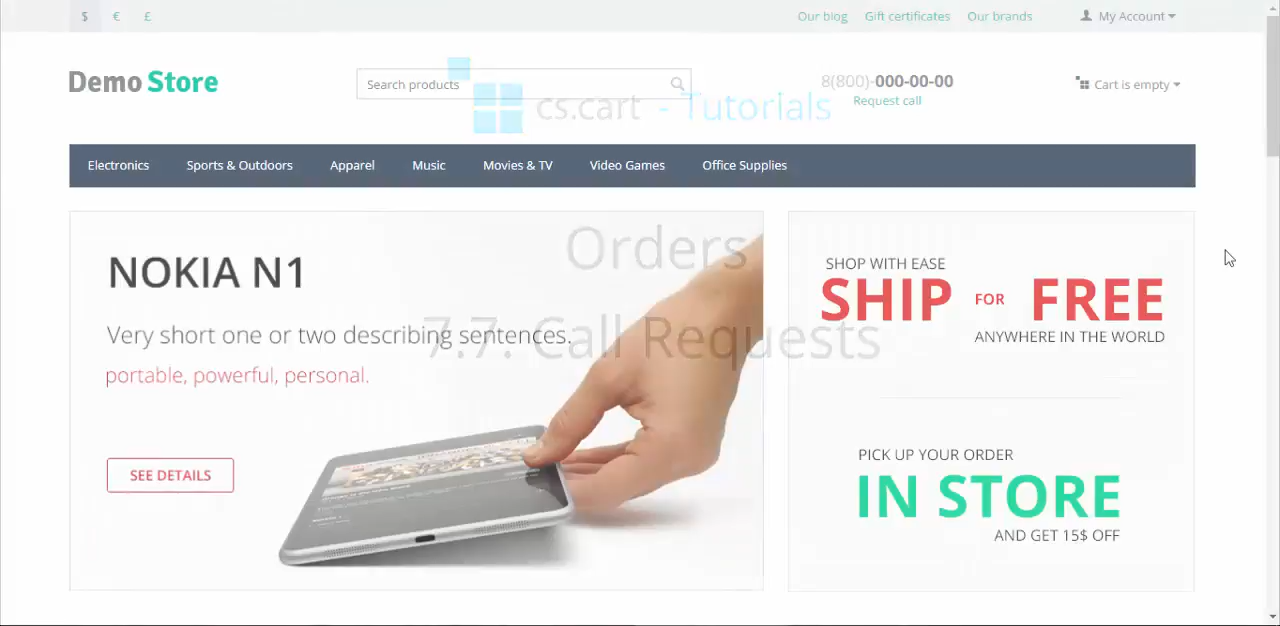 $ € £
Our blog Gift certificates Our brands My Account
Demo Store
Search products
8(800)-000-00-00
Request call
Cart is empty
cs.cart - Tutorials
Electronics Sports & Outdoors Apparel Music Movies & TV Video Games Office Supplies
Orders
7.7. Call Requests
NOKIA N1
Very short one or two describing sentences.
portable, powerful, personal.
SEE DETAILS
SHOP WITH EASE
SHIP FOR FREE
ANYWHERE IN THE WORLD
PICK UP YOUR ORDER
IN STORE
AND GET 15$ OFF